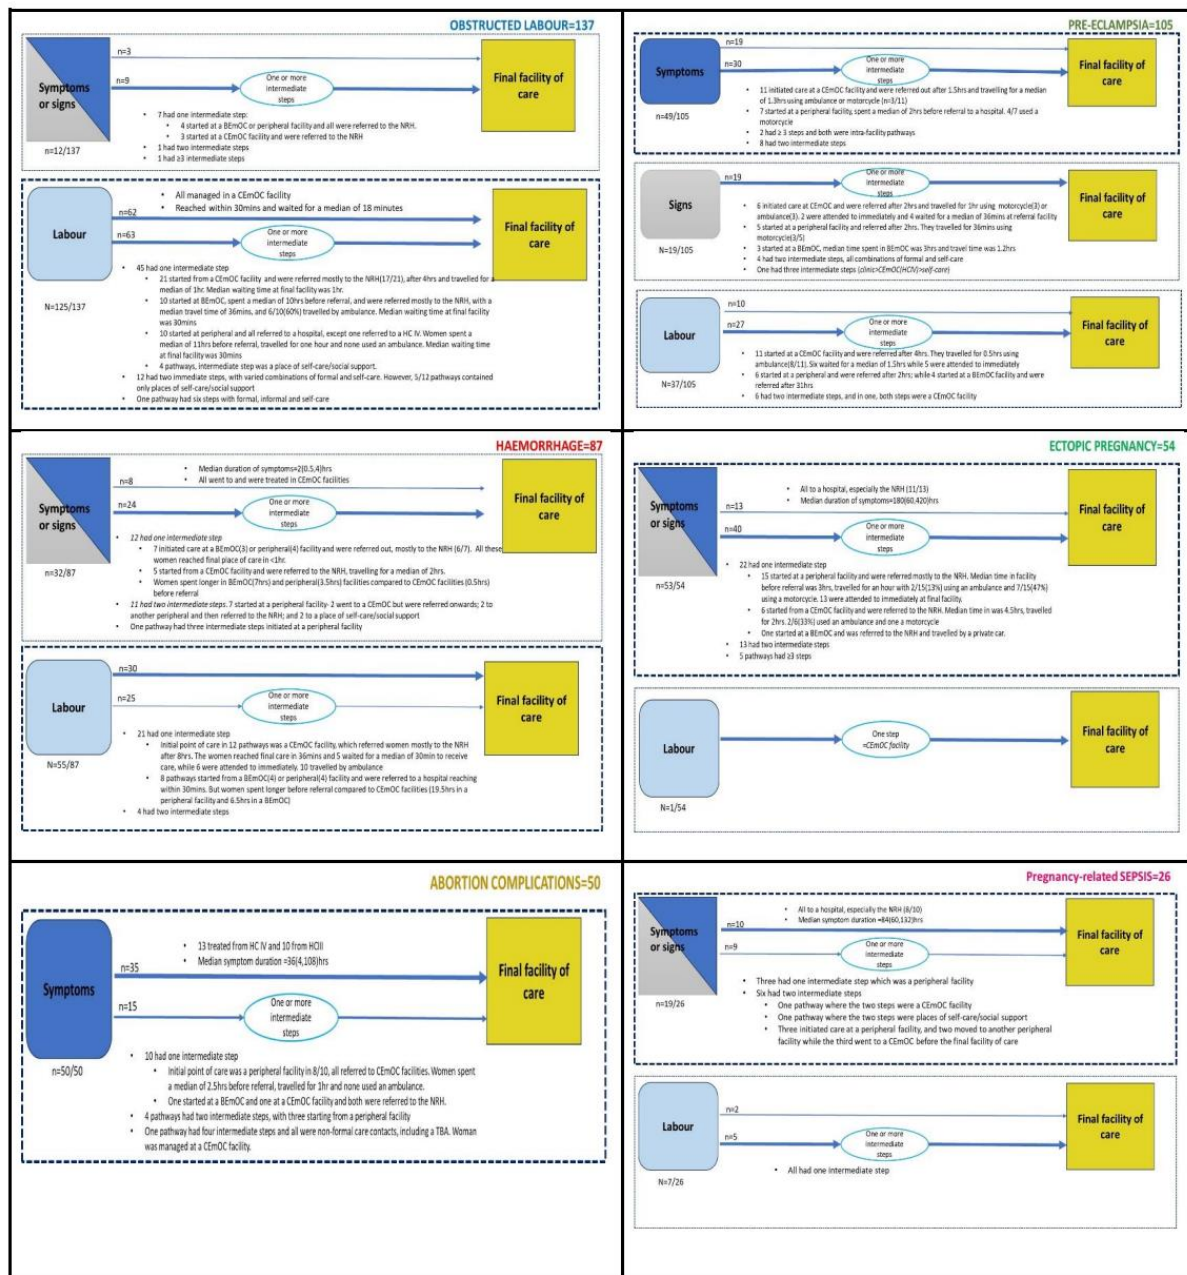 OBSTRUCTED LABOUR=137
Symptoms
or signs
n=12/137
n=3
n=9
One or more
intermediate
steps
Final facility of
care
• 7 had one intermediate step:
• 4 started at a BEmOC or peripheral facility and all were referred to the NRH.
• 3 started at a CEmOC facility and were referred to the NRH
• 1 had two intermediate steps
• 1 had ≥3 intermediate steps
Labour
N=125/137
• All managed in a CEmOC facility
• Reached within 30mins and waited for a median of 18 minutes
n=62
n=63
One or more
intermediate
steps
Final facility of
care
• 45 had one intermediate step
• 21 started from a CEmOC facility and were referred mostly to the NRH(17/21), after 4hrs and travelled for a
median of 1hr. Median waiting time at final facility was 1hr.
• 10 started at BEmOC, spent a median of 10hrs before referral, and were referred mostly to the NRH, with a
median travel time of 36mins, and 6/10(60%) travelled by ambulance. Median waiting time at final facility
was 30mins
• 10 started at peripheral and all referred to a hospital, except one referred to a HC IV. Women spent a
median of 11hrs before referral, travelled for one hour and none used an ambulance. Median waiting time
at final facility was 30mins
• 4 pathways, intermediate step was a place of self-care/social support.
• 12 had two immediate steps, with varied combinations of formal and self-care. However, 5/12 pathways contained
only places of self-care/social support
• One pathway had six steps with formal, informal and self-care
PRE-ECLAMPSIA=105
Symptoms
n=49/105
n=19
n=30
One or more
intermediate
steps
Final facility of
care
• 11 initiated care at a CEmOC facility and were referred out after 1.5hrs and travelling for a median
of 1.3hrs using ambulance or motorcycle (n=3/11)
• 7 started at a peripheral facility, spent a median of 2hrs before referral to a hospital. 4/7 used a
motorcycle
• 2 had ≥ 3 steps and both were intra-facility pathways
• 8 had two intermediate steps
Signs
N=19/105
n=19
One or more
intermediate
steps
Final facility of
care
• 6 initiated care at CEmOC and were referred after 2hrs and travelled for 1hr using motorcycle(3) or
ambulance(3). 2 were attended to immediately and 4 waited for a median of 36mins at referral facility
• 5 started at a peripheral facility and referred after 2hrs. They travelled for 36mins using
motorcycle(3/5)
• 3 started at a BEmOC, median time spent in BEmOC was 3hrs and travel time was 1.2hrs
• 4 had two intermediate steps, all combinations of formal and self-care
• One had three intermediate steps (clinic>CEmOC(HCIV)>self-care)
Labour
N=37/105
n=10
n=27
One or more
intermediate
steps
Final facility of
care
• 11 started at a CEmOC facility and were referred after 4hrs. They travelled for 0.5hrs using
ambulance(8/11). Six waited for a median of 1.5hrs while 5 were attended to immediately
• 6 started at a peripheral and were referred after 2hrs; while 4 started at a BEmOC facility and were
referred after 31hrs
• 6 had two intermediate steps, and in one, both steps were a CEmOC facility
HAEMORRHAGE=87
Symptoms
or signs
n=32/87
• Median duration of symptoms=2(0.5,4)hrs
• All went to and were treated in CEmOC facilities
n=8
n=24
One or more
intermediate
steps
Final facility of
care
• 12 had one intermediate step
• 7 initiated care at a BEmOC(3) or peripheral(4) facility and were referred out, mostly to the NRH (6/7). All these
women reached final place of care in <1hr.
• 5 started from a CEmOC facility and were referred to the NRH, travelling for a median of 2hrs.
• Women spent longer in BEmOC(7hrs) and peripheral(3.5hrs) facilities compared to CEmOC facilities (0.5hrs)
before referral
• 11 had two intermediate steps. 7 started at a peripheral facility- 2 went to a CEmOC but were referred onwards; 2 to
another peripheral and then referred to the NRH; and 2 to a place of self-care/social support
• One pathway had three intermediate steps initiated at a peripheral facility
Labour
N=55/87
n=30
n=25
One or more
intermediate
steps
Final facility of
care
• 21 had one intermediate step
• Initial point of care in 12 pathways was a CEmOC facility, which referred women mostly to the NRH
after 8hrs. The women reached final care in 36mins and 5 waited for a median of 30min to receive
care, while 6 were attended to immediately. 10 travelled by ambulance
• 8 pathways started from a BEmOC(4) or peripheral(4) facility and were referred to a hospital reaching
within 30mins. But women spent longer before referral compared to CEmOC facilities (19.5hrs in a
peripheral facility and 6.5hrs in a BEmOC)
• 4 had two intermediate steps
ECTOPIC PREGNANCY=54
Symptoms
or signs
n=53/54
• All to a hospital, especially the NRH (11/13)
• Median duration of symptoms=180(60,420)hrs
n=13
n=40
One or more
intermediate
steps
Final facility of
care
• 22 had one intermediate step
• 15 started at a peripheral facility and were referred mostly to the NRH. Median time in facility
before referral was 3hrs, travelled for an hour with 2/15(13%) using an ambulance and 7/15(47%)
using a motorcycle. 13 were attended to immediately at final facility.
• 6 started from a CEmOC facility and were referred to the NRH. Median time in was 4.5hrs, travelled
for 2hrs. 2/6(33%) used an ambulance and one a motorcycle
• One started at a BEmOC and was referred to the NRH and travelled by a private car.
• 13 had two intermediate steps
• 5 pathways had ≥3 steps
Labour
N=1/54
One step
=CEmOC facility
Final facility of
care
ABORTION COMPLICATIONS=50
Symptoms
n=50/50
• 13 treated from HC IV and 10 from HCIII
• Median symptom duration =36(4,108)hrs
n=35
n=15
One or more
intermediate
steps
Final facility of
care
• 10 had one intermediate step
• Initial point of care was a peripheral facility in 8/10, all referred to CEmOC facilities. Women spent
a median of 2.5hrs before referral, travelled for 1hr and none used an ambulance.
• One started at a BEmOC and one at a CEmOC facility and both were referred to the NRH.
• 4 pathways had two intermediate steps, with three starting from a peripheral facility
• One pathway had four intermediate steps and all were non-formal care contacts, including a TBA. Woman
was managed at a CEmOC facility.
Pregnancy-related SEPSIS=26
Symptoms
or signs
n=19/26
• All to a hospital, especially the NRH (8/10)
• Median symptom duration =84(60,132)hrs
n=10
n=9
One or more
intermediate
steps
Final facility of
care
• Three had one intermediate step which was a peripheral facility
• Six had two intermediate steps
• One pathway where the two steps were a CEmOC facility
• One pathway where the two steps were places of self-care/social support
• Three initiated care at a peripheral facility, and two moved to another peripheral
facility while the third went to a CEmOC before the final facility of care
Labour
N=7/26
n=2
n=5
One or more
intermediate
steps
Final facility of
care
• All had one intermediate step